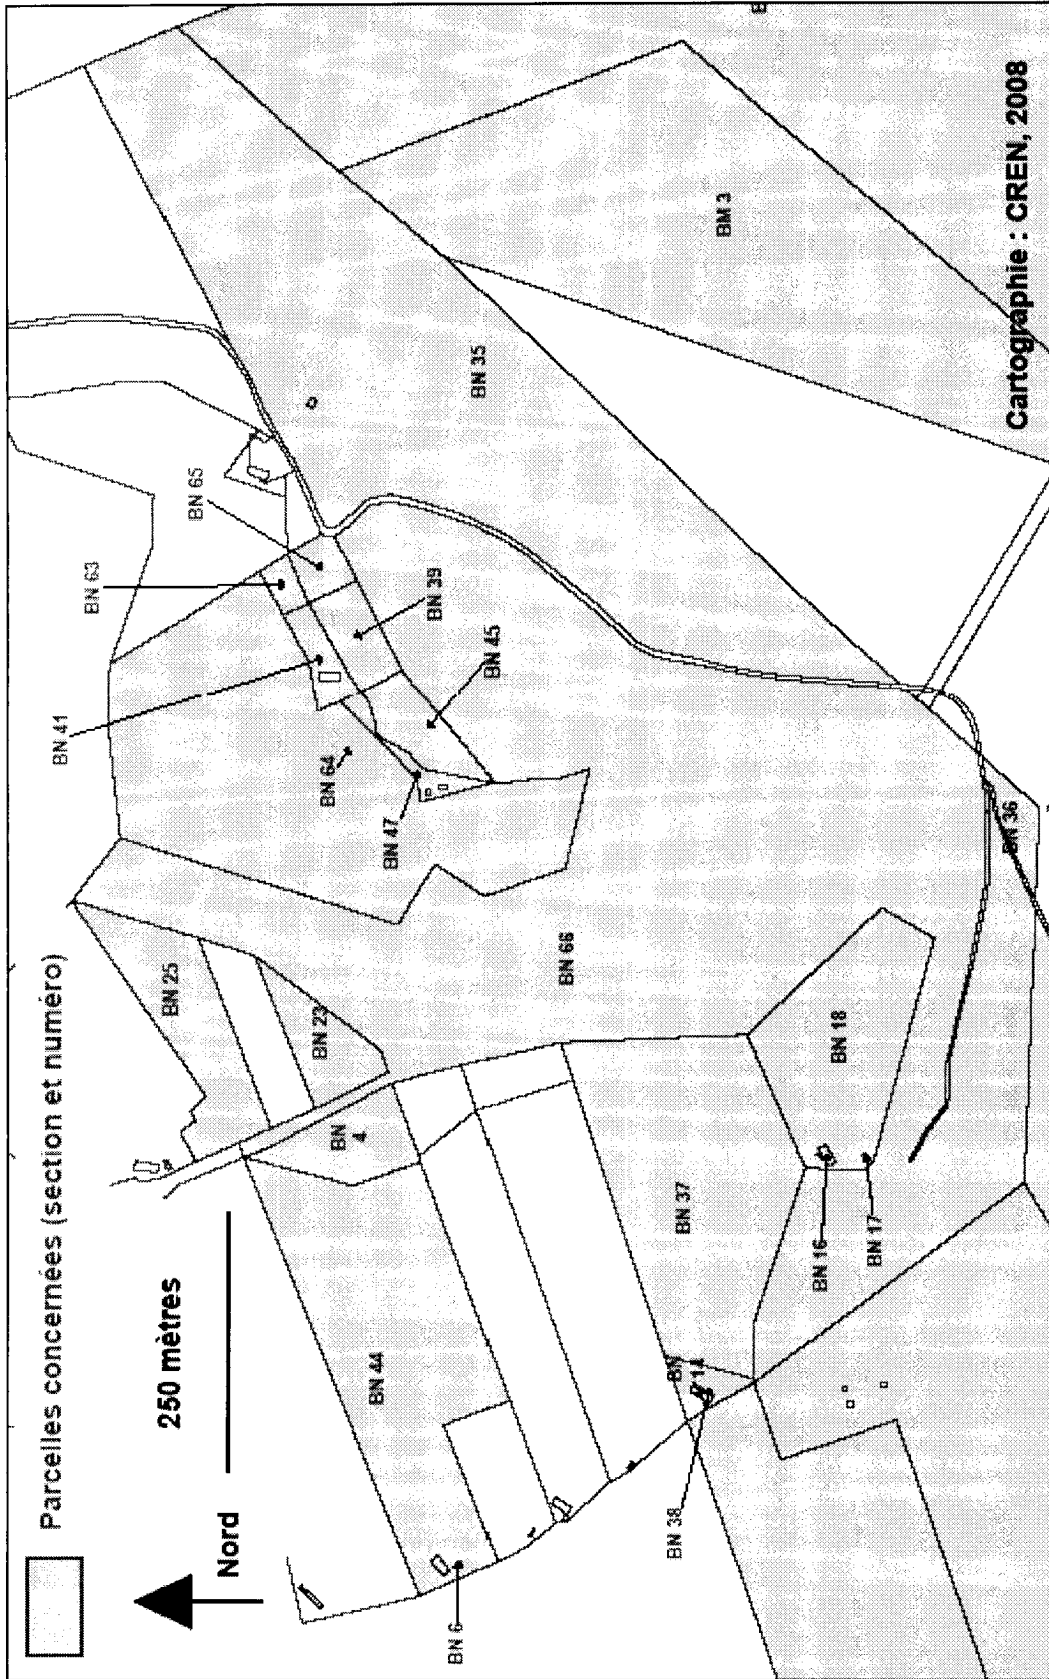 Parcelles concernées (section et numéro)
BN 41
BN 63
250 mètres
BN 25
BN 65
Nord
BN 23
BN 64
BN
4
BN 44
BN 47
BN 39
BN 6
BN 35
BN 45
BN 66
BN 38
BN
BN 37
BM 3
BN 16
BN 18
BN 17
BN 36
Cartographie : CREN, 2008